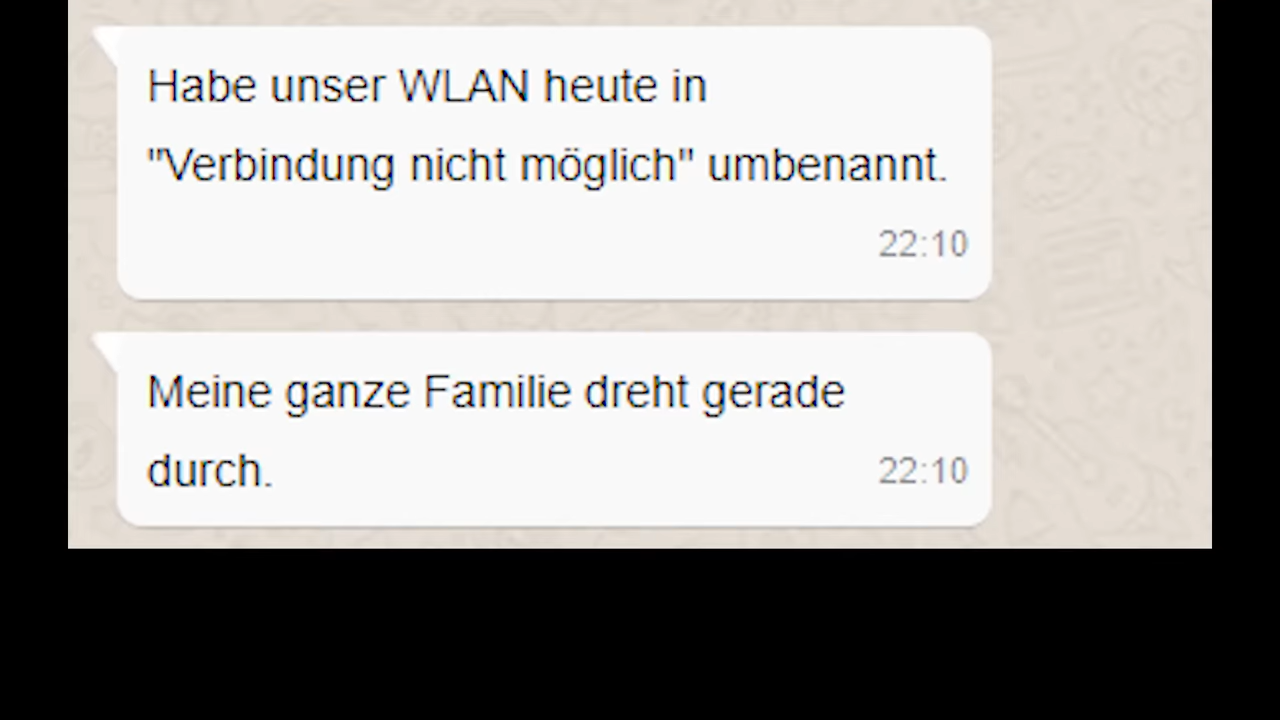 Habe unser WLAN heute in
"Verbindung nicht möglich" umbenannt.
22:10
Meine ganze Familie dreht gerade
durch. 22:10